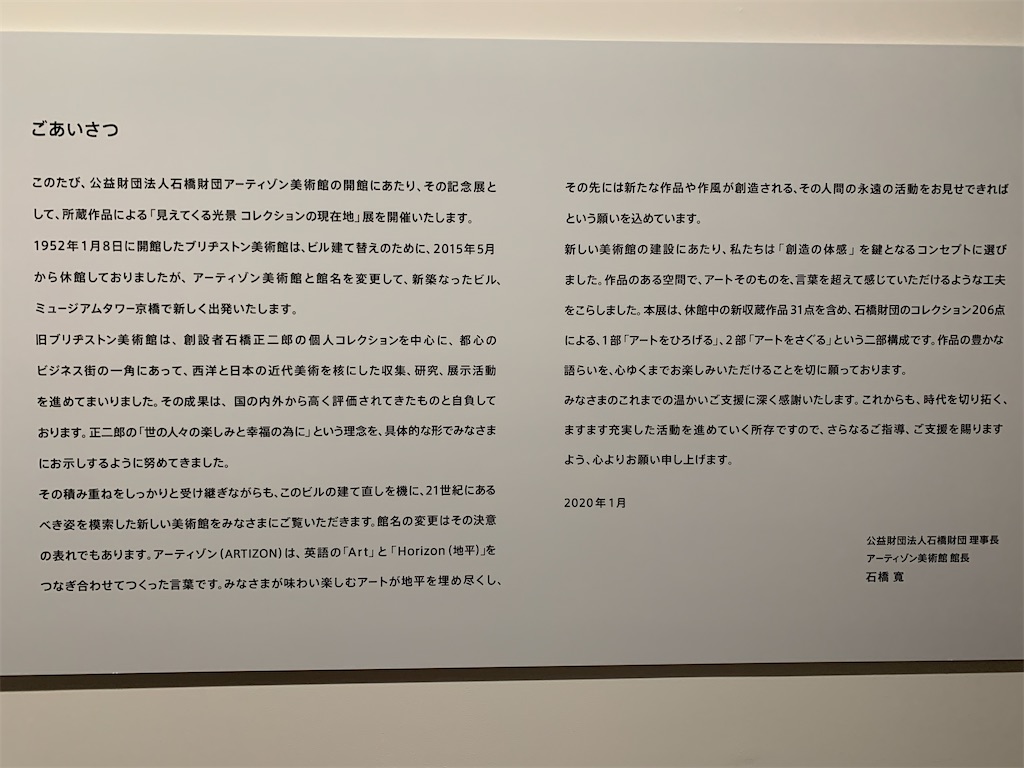 ごあいさつ
このたび、公益財団法人石橋財団アーティゾン美術館の開館にあたり、その記念展と
して、所蔵作品による「見えてくる光景 コレクションの現在地」展を開催いたします。
1952年1月8日に開館したブリヂストン美術館は、ビル建て替えのために、2015年5月
から休館しておりましたが、アーティゾン美術館と館名を変更して、新築なったビル、
ミュージアムタワー京橋で新しく出発いたします。
旧ブリヂストン美術館は、創設者石橋正二郎の個人コレクションを中心に、都心の
ビジネス街の一角にあって、西洋と日本の近代美術を核にした収集、研究、展示活動
を進めてまいりました。その成果は、国の内外から高く評価されてきたものと自負して
おります。正二郎の「世の人々の楽しみと幸福の為に」という理念を、具体的な形でみなさま
にお示しするように努めてきました。
その積み重ねをしっかりと受け継ぎながらも、このビルの建て直しを機に、21世紀にある
べき姿を模索した新しい美術館をみなさまにご覧いただきます。館名の変更はその決意
の表れでもあります。アーティゾン(ARTIZON)は、英語の「Art」と「Horizon(地平)」を
つなぎ合わせてつくった言葉です。みなさまが味わい楽しむアートが地平を埋め尽くし、
その先には新たな作品や作風が創造される、その人間の永遠の活動をお見せできれば
という願いを込めています。
新しい美術館の建設にあたり、私たちは「創造の体感」を鍵となるコンセプトに選び
ました。作品のある空間で、アートそのものを、言葉を超えて感じていただけるような工夫
をこらしました。本展は、休館中の新収蔵作品31点を含め、石橋財団のコレクション206点
による、1部「アートをひろげる」、2部「アートをさぐる」という二部構成です。作品の豊かな
語らいを、心ゆくまでお楽しみいただけることを切に願っております。
みなさまのこれまでの温かいご支援に深く感謝いたします。これからも、時代を切り拓く、
ますます充実した活動を進めていく所存ですので、さらなるご指導、ご支援を賜ります
よう、心よりお願い申し上げます。
2020年1月
公益財団法人石橋財団 理事長
アーティゾン美術館 館長
石橋 寛